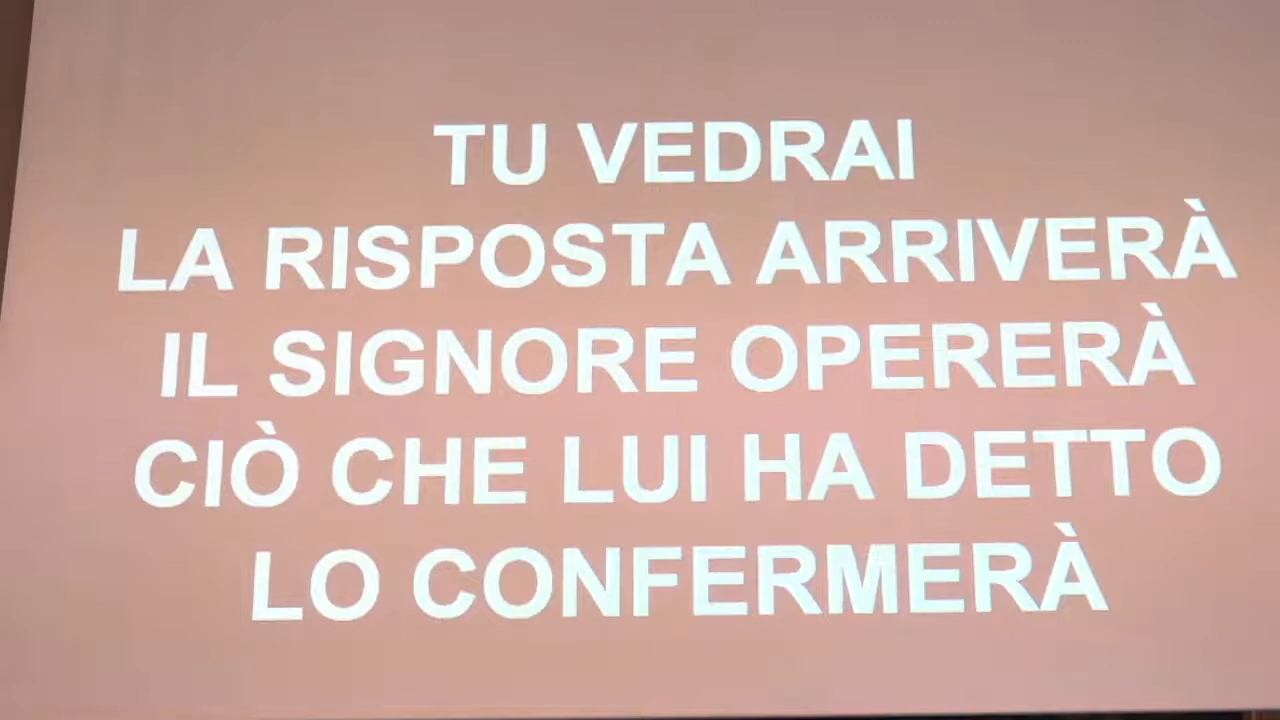 TU VEDRAI
LA RISPOSTA ARRIVERÀ
IL SIGNORE OPERERÀ
CIÒ CHE LUI HA DETTO
LO CONFERMERÀ